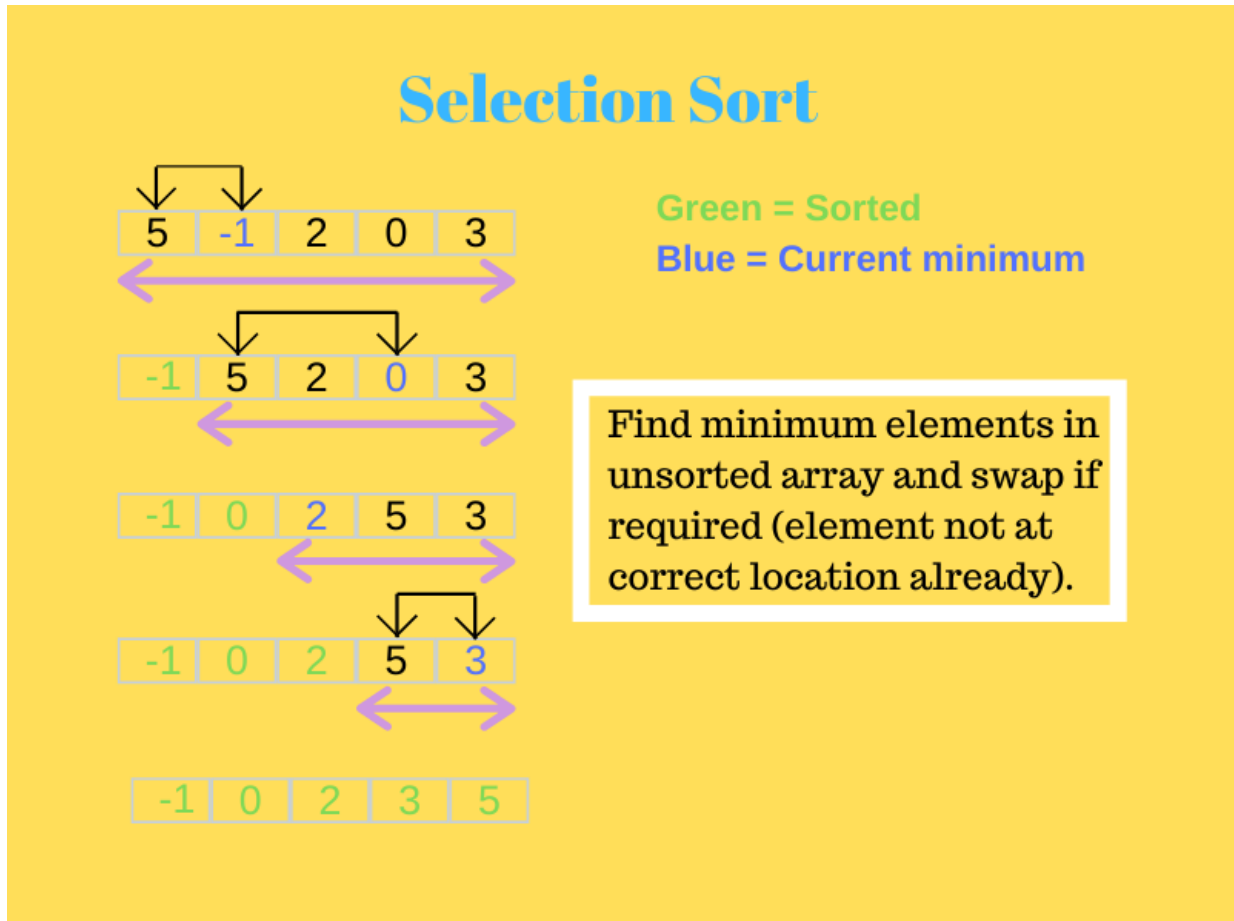 Selection Sort
5 -1 2 0 3
Green = Sorted
Blue = Current minimum
-1 5 2 0 3
Find minimum elements in
unsorted array and swap if
required (element not at
correct location already).
-1 0 2 5 3
-1 0 2 5 3
-1 0 2 3 5